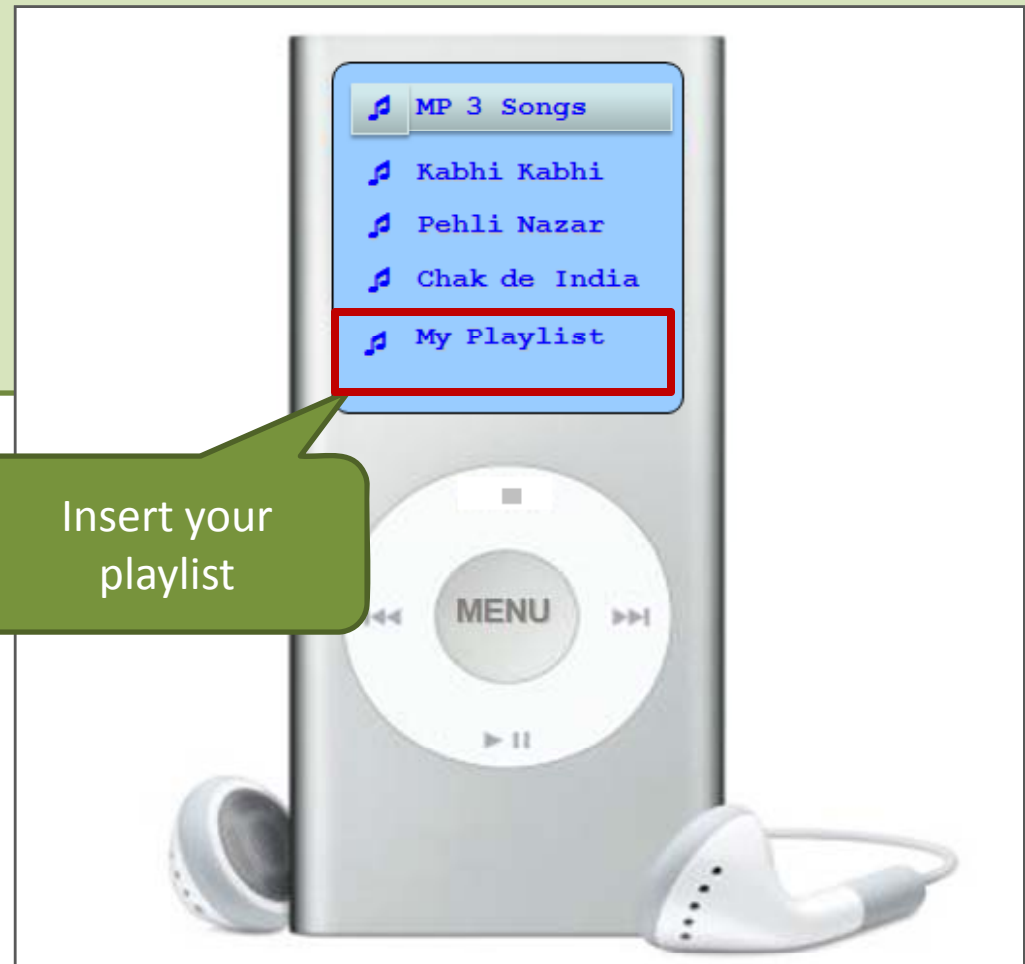 MP 3 Songs
Kabhi Kabhi
Pehli Nazar
Chak de India
My Playlist
Insert your
playlist
MENU